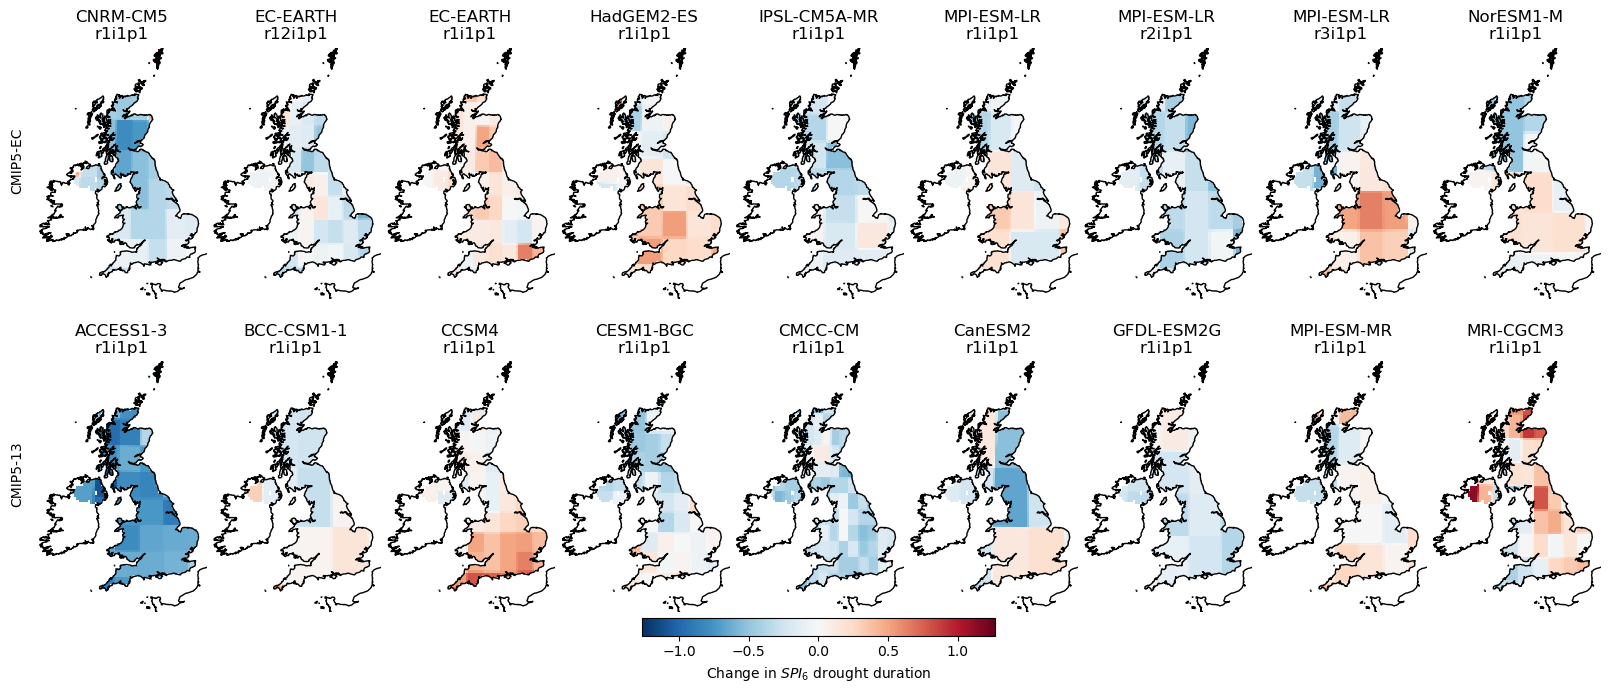 CNRM-CM5
r1i1p1
EC-EARTH
r12i1p1
EC-EARTH
r1i1p1
HadGEM2-ES
r1i1p1
IPSL-CM5A-MR
r1i1p1
MPI-ESM-LR
r1i1p1
MPI-ESM-LR
r2i1p1
MPI-ESM-LR
r3i1p1
NorESM1-M
r1i1p1
CMIP5-EC
ACCESS1-3
r1i1p1
BCC-CSM1-1
r1i1p1
CCSM4
r1i1p1
CESM1-BGC
r1i1p1
CMCC-CM
r1i1p1
CanESM2
r1i1p1
GFDL-ESM2G
r1i1p1
MPI-ESM-MR
r1i1p1
MRI-CGCM3
r1i1p1
CMIP5-13
−1.0 −0.5 0.0 0.5 1.0
Change in SPI₆ drought duration